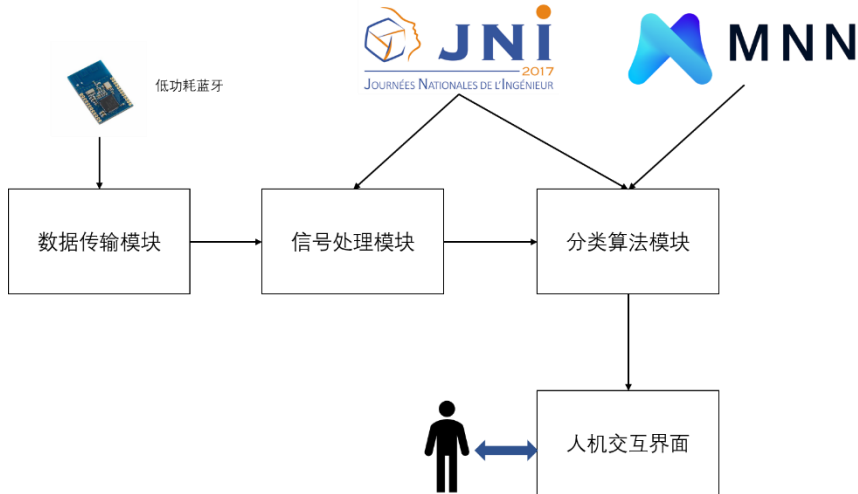 低功耗蓝牙
JNi
2017
JOURNÉES NATIONALES DE L'INGÉNIEUR
MNN
数据传输模块
信号处理模块
分类算法模块
人机交互界面